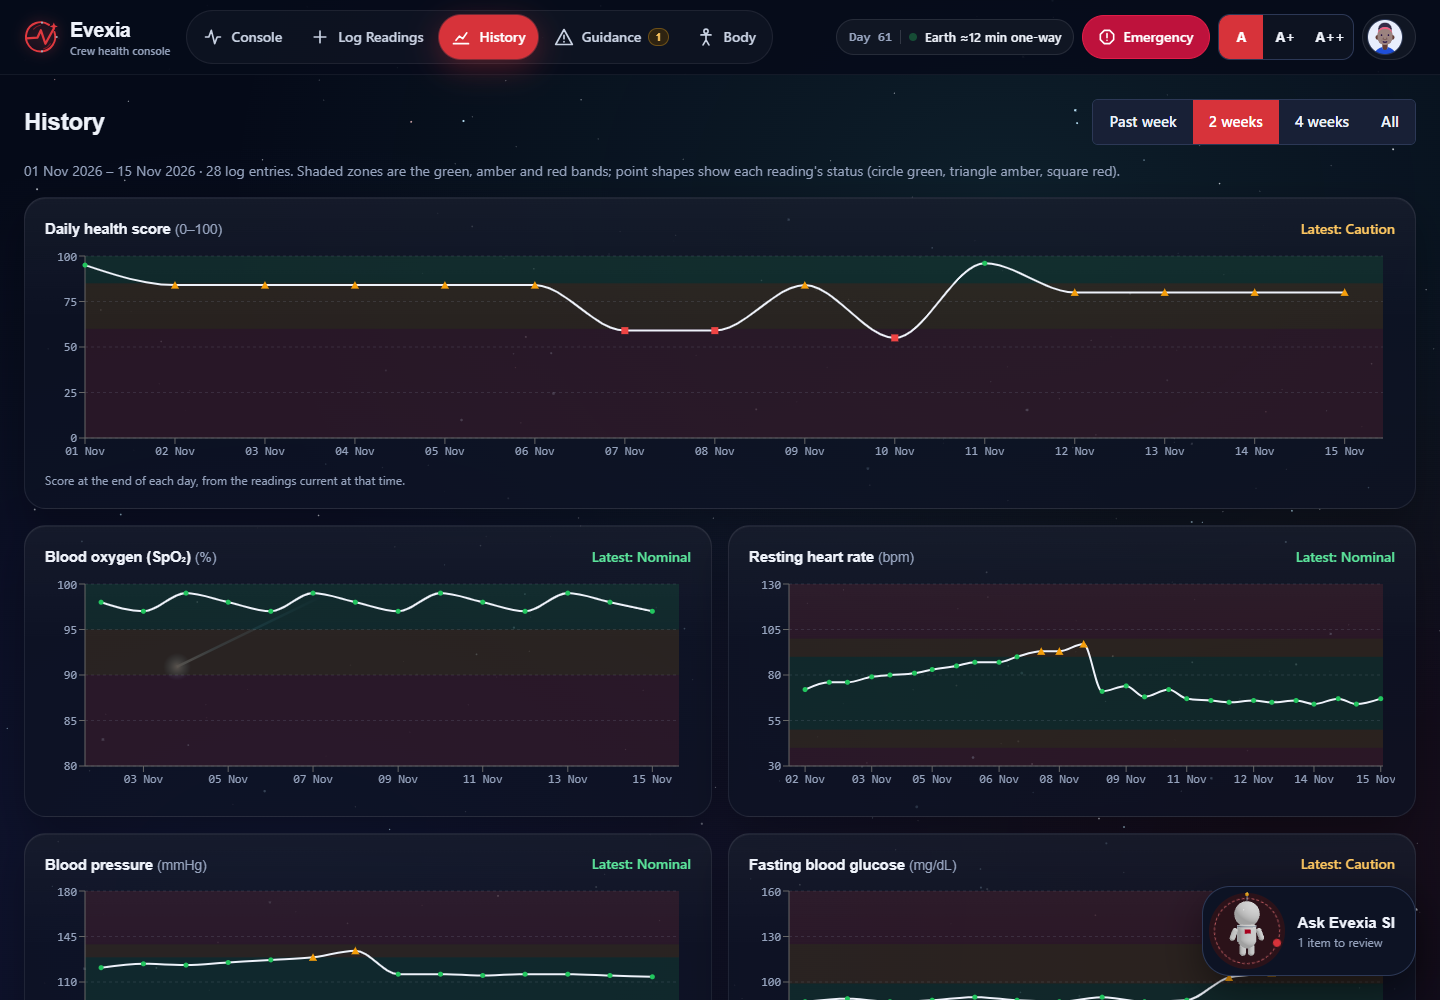 Evexia
Crew health console
Console
Log Readings
History
Guidance 1
Body
Day 61
Earth ≈12 min one-way
Emergency
A
A+
A++
History
Past week
2 weeks
4 weeks
All
01 Nov 2026 – 15 Nov 2026 · 28 log entries. Shaded zones are the green, amber and red bands; point shapes show each reading's status (circle green, triangle amber, square red).
Daily health score (0–100)
Latest: Caution
100
75
50
25
0
01 Nov 02 Nov 03 Nov 04 Nov 05 Nov 06 Nov 07 Nov 08 Nov 09 Nov 10 Nov 11 Nov 12 Nov 13 Nov 14 Nov 15 Nov
Score at the end of each day, from the readings current at that time.
Blood oxygen (SpO₂) (%)
Latest: Nominal
100
95
90
85
80
03 Nov 05 Nov 07 Nov 09 Nov 11 Nov 13 Nov 15 Nov
Resting heart rate (bpm)
Latest: Nominal
130
105
80
55
30
02 Nov 03 Nov 05 Nov 06 Nov 08 Nov 09 Nov 11 Nov 12 Nov 14 Nov 15 Nov
Blood pressure (mmHg)
Latest: Nominal
180
145
110
Fasting blood glucose (mg/dL)
Latest: Caution
160
130
100
Ask Evexia SI
1 item to review